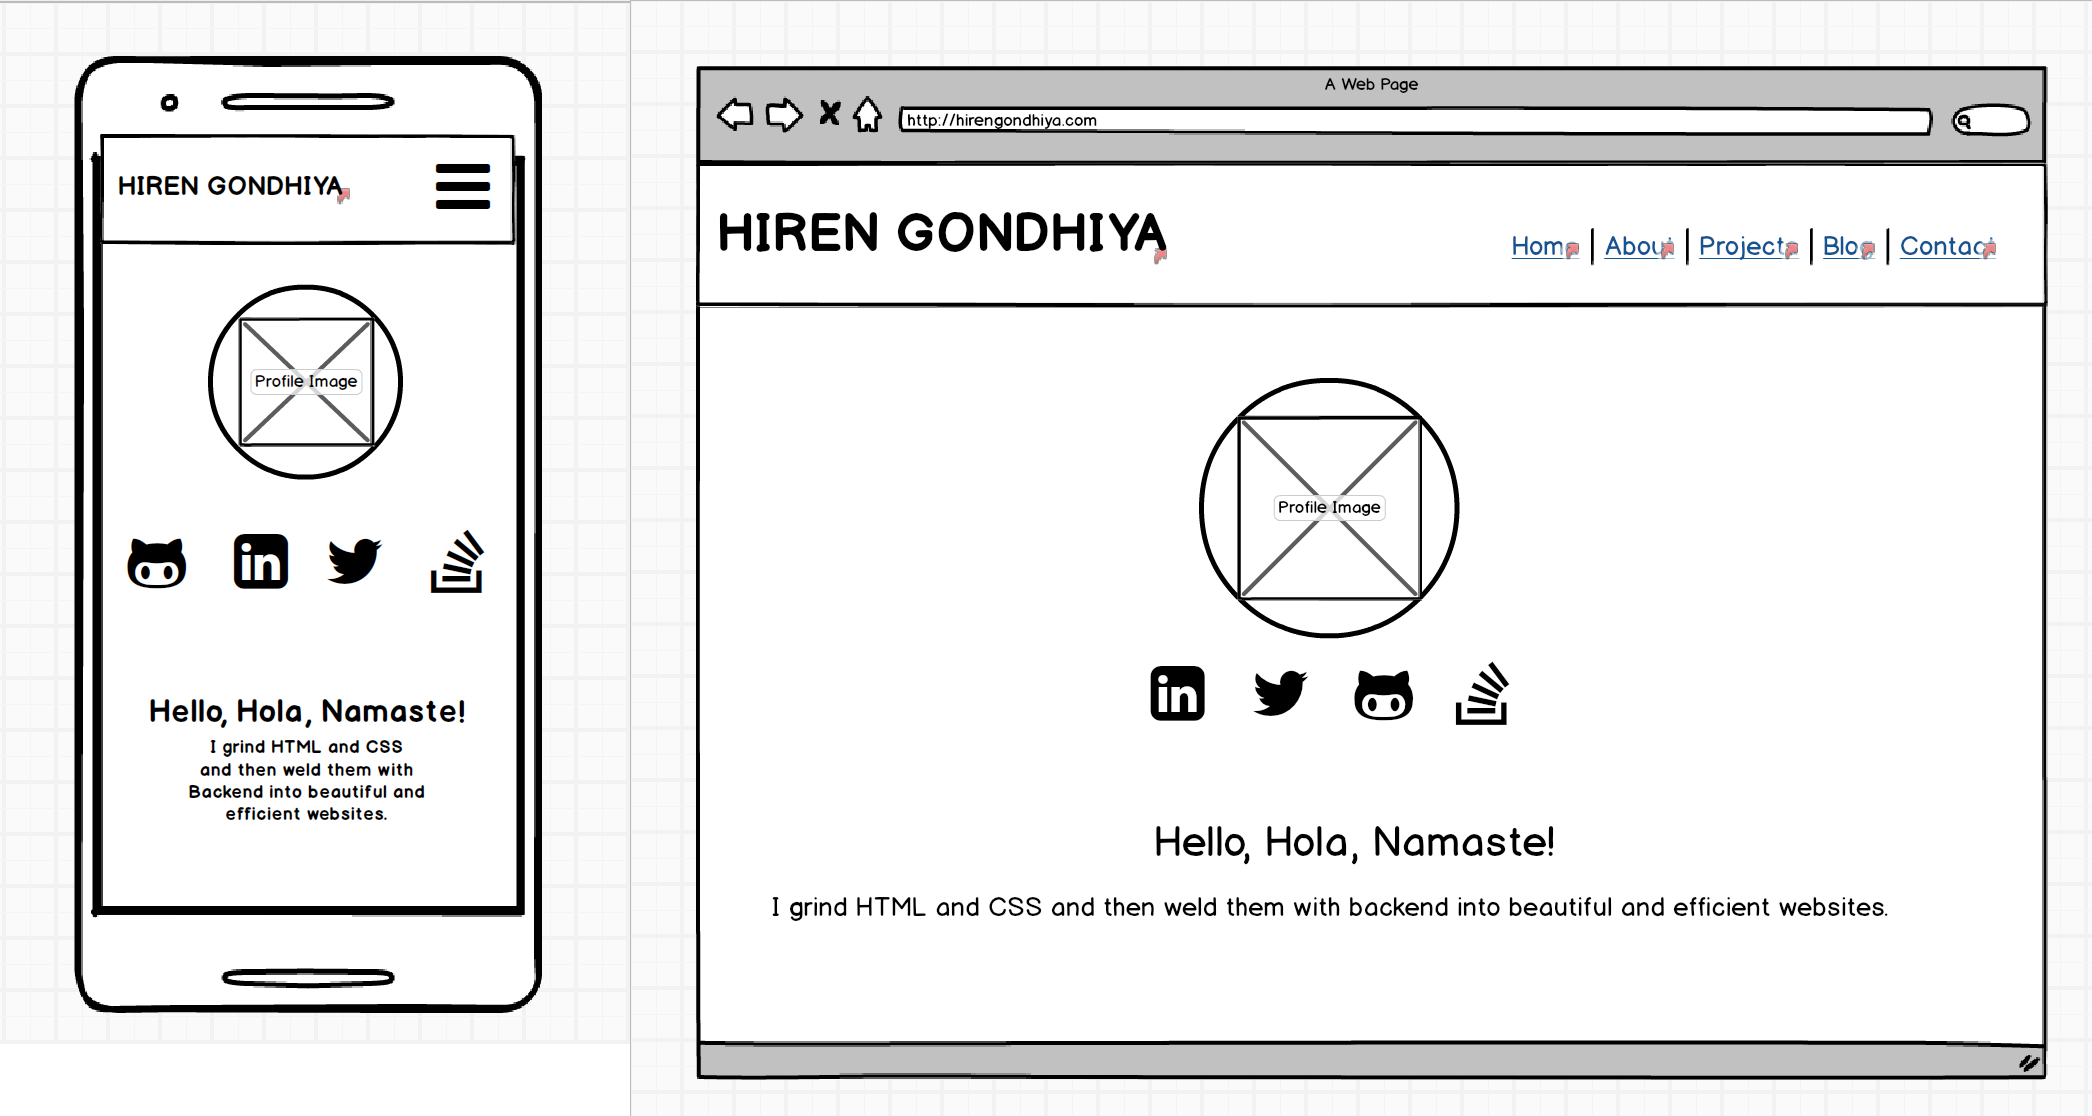 HIREN GONDHIYA
Profile Image
in
Hello, Hola, Namaste!
I grind HTML and CSS
and then weld them with
Backend into beautiful and
efficient websites.
A Web Page
http://hirengondhiya.com
HIREN GONDHIYA
Home | About | Projects | Blog | Contact
Profile Image
in
Hello, Hola, Namaste!
I grind HTML and CSS and then weld them with backend into beautiful and efficient websites.